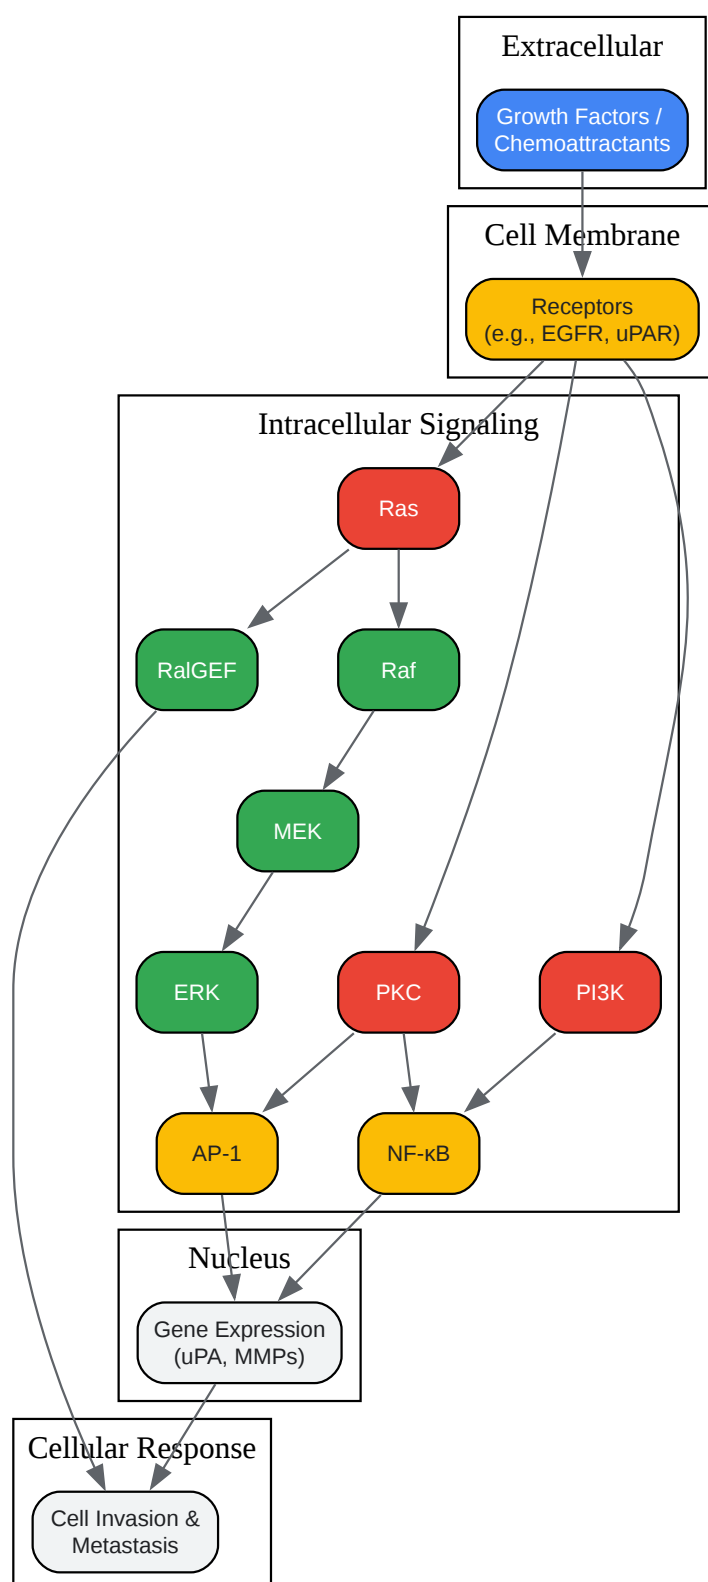 Extracellular
Growth Factors /
Chemoattractants
Cell Membrane
Receptors
(e.g., EGFR, uPAR)
Intracellular Signaling
Ras
RalGEF
Raf
MEK
ERK
PKC
PI3K
AP-1
NF-κB
Nucleus
Gene Expression
(uPA, MMPs)
Cellular Response
Cell Invasion &
Metastasis